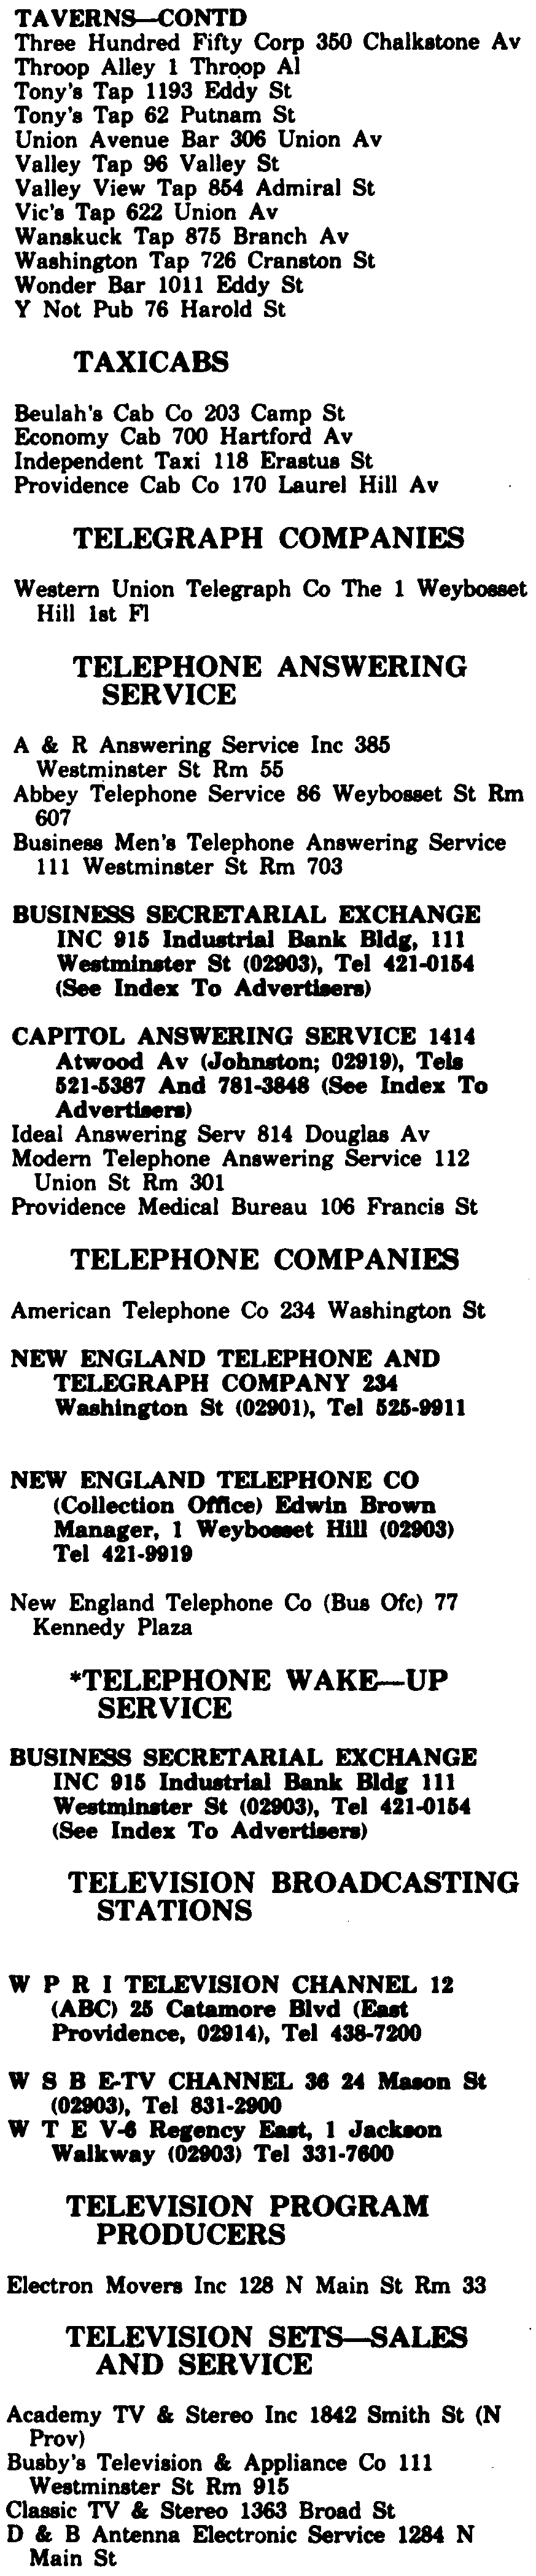 TAVERNS—CONTD
Three Hundred Fifty Corp 350 Chalkstone Av
Throop Alley 1 Throop Al
Tony's Tap 1193 Eddy St
Tony's Tap 62 Putnam St
Union Avenue Bar 306 Union Av
Valley Tap 96 Valley St
Valley View Tap 854 Admiral St
Vic's Tap 622 Union Av
Wanskuck Tap 875 Branch Av
Washington Tap 726 Cranston St
Wonder Bar 1011 Eddy St
Y Not Pub 76 Harold St
TAXICABS
Beulah's Cab Co 203 Camp St
Economy Cab 700 Hartford Av
Independent Taxi 118 Erastus St
Providence Cab Co 170 Laurel Hill Av
TELEGRAPH COMPANIES
Western Union Telegraph Co The 1 Weybosset
Hill 1st Fl
TELEPHONE ANSWERING
SERVICE
A & R Answering Service Inc 385
Westminster St Rm 55
Abbey Telephone Service 86 Weybosset St Rm
607
Business Men's Telephone Answering Service
111 Westminster St Rm 703
BUSINESS SECRETARIAL EXCHANGE
INC 915 Industrial Bank Bldg, 111
Westminster St (02903), Tel 421-0154
(See Index To Advertisers)
CAPITOL ANSWERING SERVICE 1414
Atwood Av (Johnston; 02919), Tels
521-5387 And 781-3848 (See Index To
Advertisers)
Ideal Answering Serv 814 Douglas Av
Modern Telephone Answering Service 112
Union St Rm 301
Providence Medical Bureau 106 Francis St
TELEPHONE COMPANIES
American Telephone Co 234 Washington St
NEW ENGLAND TELEPHONE AND
TELEGRAPH COMPANY 234
Washington St (02901), Tel 525-9911
NEW ENGLAND TELEPHONE CO
(Collection Office) Edwin Brown
Manager, 1 Weybosset Hill (02903)
Tel 421-9919
New England Telephone Co (Bus Ofc) 77
Kennedy Plaza
*TELEPHONE WAKE—UP
SERVICE
BUSINESS SECRETARIAL EXCHANGE
INC 915 Industrial Bank Bldg 111
Westminster St (02903), Tel 421-0154
(See Index To Advertisers)
TELEVISION BROADCASTING
STATIONS
W P R I TELEVISION CHANNEL 12
(ABC) 25 Catamore Blvd (East
Providence, 02914), Tel 438-7200
W S B E-TV CHANNEL 36 24 Mason St
(02903), Tel 831-2900
W T E V-6 Regency East, 1 Jackson
Walkway (02903) Tel 331-7600
TELEVISION PROGRAM
PRODUCERS
Electron Movers Inc 128 N Main St Rm 33
TELEVISION SETS—SALES
AND SERVICE
Academy TV & Stereo Inc 1842 Smith St (N
Prov)
Busby's Television & Appliance Co 111
Westminster St Rm 915
Classic TV & Stereo 1363 Broad St
D & B Antenna Electronic Service 1284 N
Main St